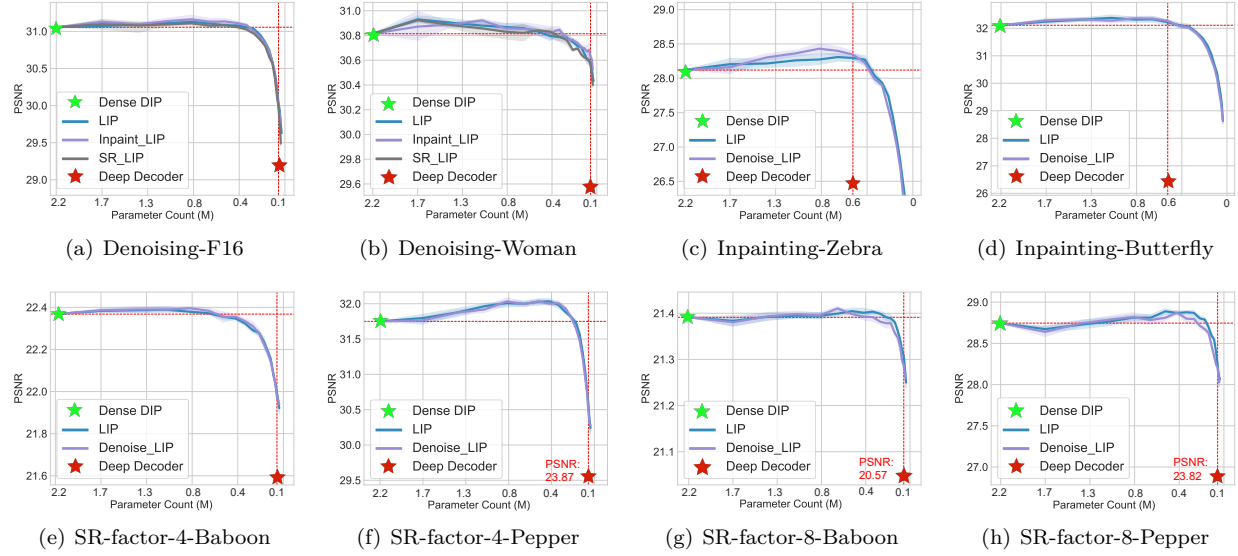 31.0
30.5
30.0
29.5
29.0
PSNR
Dense DIP
LIP
Inpaint_LIP
SR_LIP
Deep Decoder
2.2 1.7 1.3 0.8 0.4 0.1
Parameter Count (M)
(a) Denoising-F16
31.0
30.8
30.6
30.4
30.2
30.0
29.8
29.6
PSNR
Dense DIP
LIP
Inpaint_LIP
SR_LIP
Deep Decoder
2.2 1.7 1.3 0.8 0.4 0.1
Parameter Count (M)
(b) Denoising-Woman
29.0
28.5
28.0
27.5
27.0
26.5
PSNR
Dense DIP
LIP
Denoise_LIP
Deep Decoder
2.2 1.7 1.3 0.8 0.6 0
Parameter Count (M)
(c) Inpainting-Zebra
33
32
31
30
29
28
27
26
PSNR
Dense DIP
LIP
Denoise_LIP
Deep Decoder
2.2 1.7 1.3 0.8 0.6 0
Parameter Count (M)
(d) Inpainting-Butterfly
22.4
22.2
22.0
21.8
21.6
PSNR
Dense DIP
LIP
Denoise_LIP
Deep Decoder
2.2 1.7 1.3 0.8 0.4 0.1
Param Count (M)
(e) SR-factor-4-Baboon
32.0
31.5
31.0
30.5
30.0
29.5
PSNR
Dense DIP
LIP
Denoise_LIP
Deep Decoder
PSNR:
23.87
2.2 1.7 1.3 0.8 0.4 0.1
Param Count (M)
(f) SR-factor-4-Pepper
21.4
21.3
21.2
21.1
PSNR
Dense DIP
LIP
Denoise_LIP
Deep Decoder
PSNR:
20.57
2.2 1.7 1.3 0.8 0.4 0.1
Param Count (M)
(g) SR-factor-8-Baboon
29.0
28.5
28.0
27.5
27.0
PSNR
Dense DIP
LIP
Denoise_LIP
Deep Decoder
PSNR:
23.82
2.2 1.7 1.3 0.8 0.4 0.1
Param Count (M)
(h) SR-factor-8-Pepper